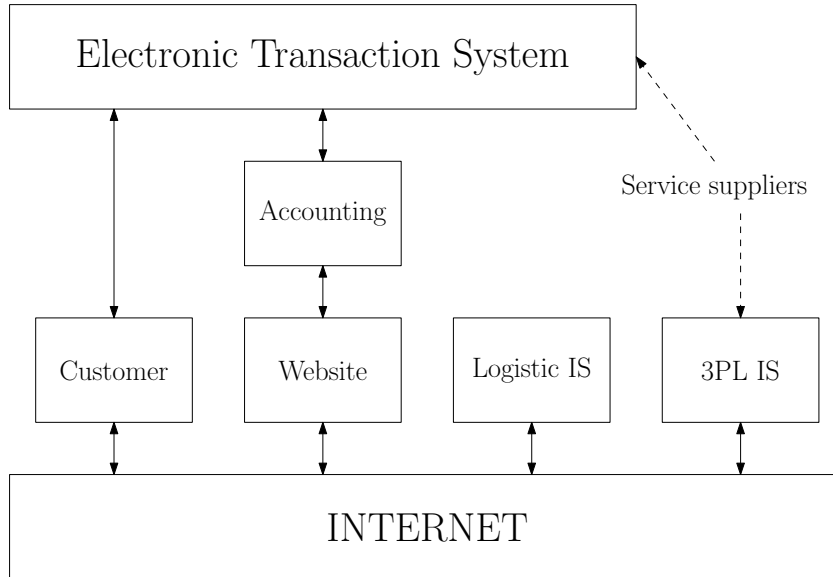 Electronic Transaction System
Service suppliers
Accounting
Customer
Website
Logistic IS
3PL IS
INTERNET